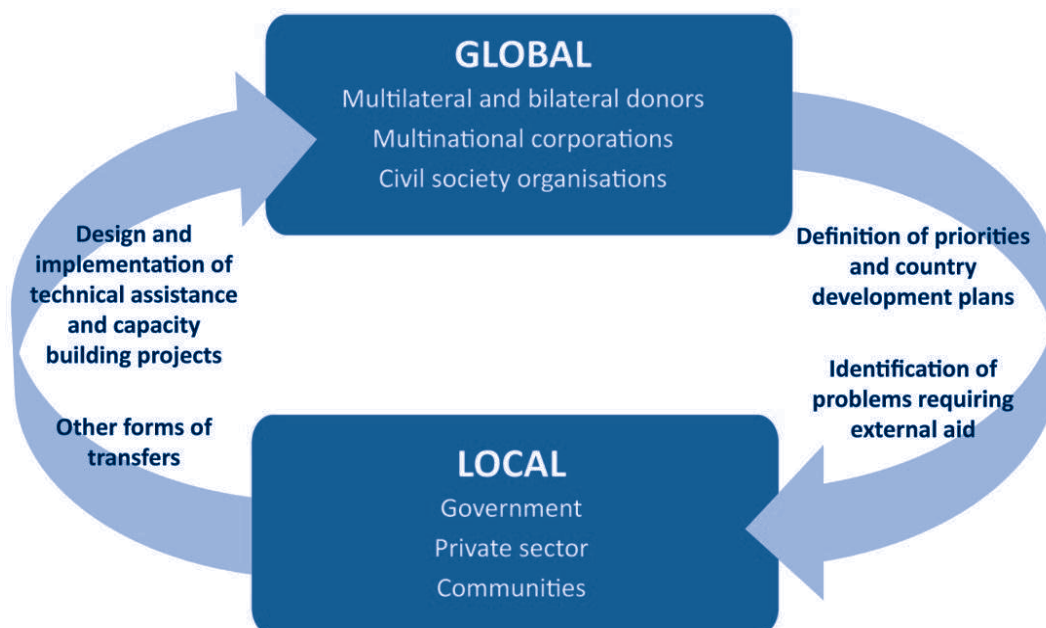 GLOBAL
Multilateral and bilateral donors
Multinational corporations
Civil society organisations
Design and
implementation of
technical assistance
and capacity
building projects
Other forms of
transfers
Definition of priorities
and country
development plans
Identification of
problems requiring
external aid
LOCAL
Government
Private sector
Communities